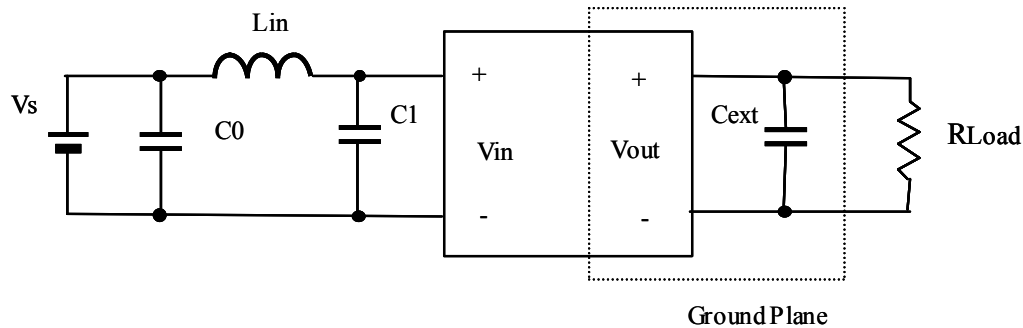 Lin
Vs
C0
C1
+
Vin
-
+
Vout
-
Cext
RLoad
Ground Plane